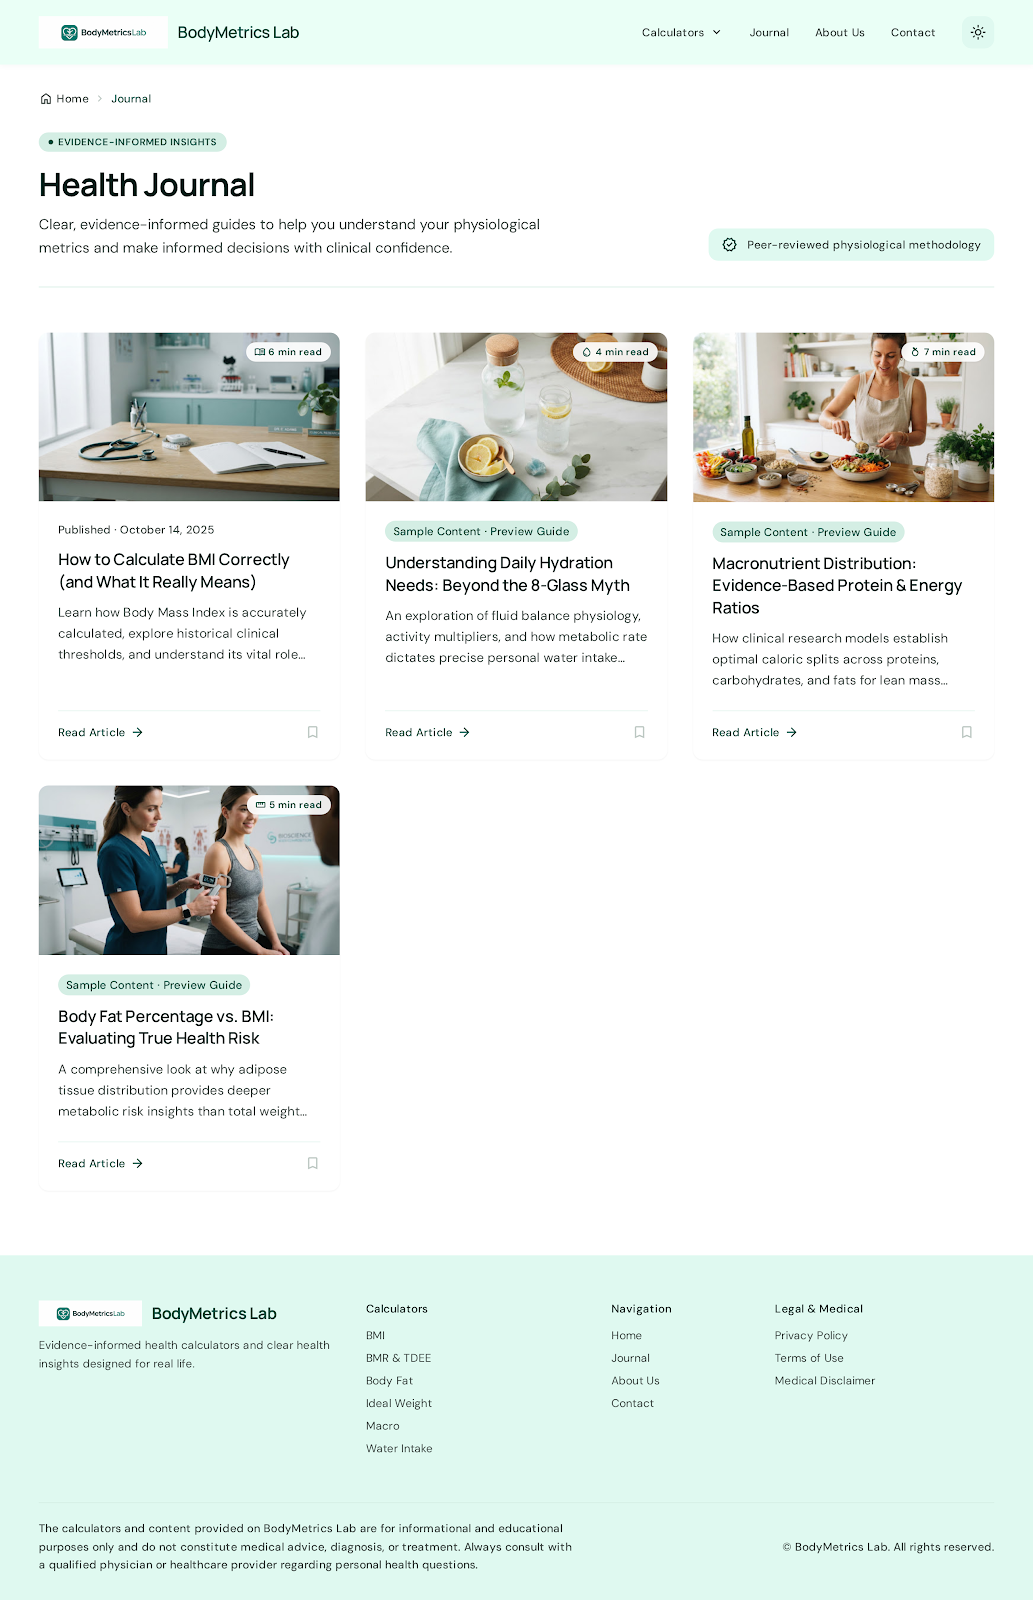 BodyMetricsLab
BodyMetrics Lab
Calculators
Journal
About Us
Contact
Home
Journal
EVIDENCE-INFORMED INSIGHTS
Health Journal
Clear, evidence-informed guides to help you understand your physiological
metrics and make informed decisions with clinical confidence.
Peer-reviewed physiological methodology
6 min read
Published · October 14, 2025
How to Calculate BMI Correctly
(and What It Really Means)
Learn how Body Mass Index is accurately
calculated, explore historical clinical
thresholds, and understand its vital role...
Read Article
4 min read
Sample Content · Preview Guide
Understanding Daily Hydration
Needs: Beyond the 8-Glass Myth
An exploration of fluid balance physiology,
activity multipliers, and how metabolic rate
dictates precise personal water intake...
Read Article
7 min read
Sample Content · Preview Guide
Macronutrient Distribution:
Evidence-Based Protein & Energy
Ratios
How clinical research models establish
optimal caloric splits across proteins,
carbohydrates, and fats for lean mass...
Read Article
5 min read
BIOSCIENCE
Sample Content · Preview Guide
Body Fat Percentage vs. BMI:
Evaluating True Health Risk
A comprehensive look at why adipose
tissue distribution provides deeper
metabolic risk insights than total weight...
Read Article
BodyMetricsLab
BodyMetrics Lab
Evidence-informed health calculators and clear health
insights designed for real life.
Calculators
BMI
BMR & TDEE
Body Fat
Ideal Weight
Macro
Water Intake
Navigation
Home
Journal
About Us
Contact
Legal & Medical
Privacy Policy
Terms of Use
Medical Disclaimer
The calculators and content provided on BodyMetrics Lab are for informational and educational
purposes only and do not constitute medical advice, diagnosis, or treatment. Always consult with
a qualified physician or healthcare provider regarding personal health questions.
© BodyMetrics Lab. All rights reserved.